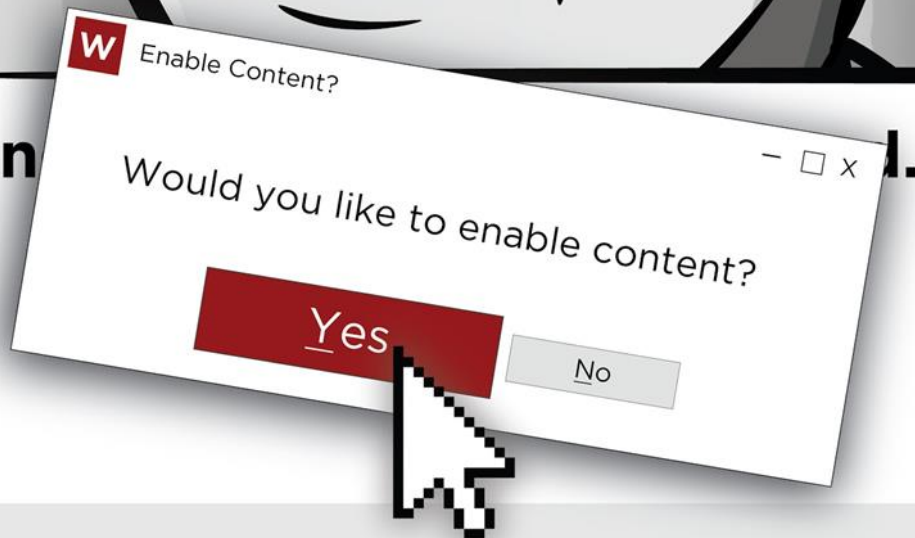 W Enable Content?
n
d.
Would you like to enable content?
Yes
No